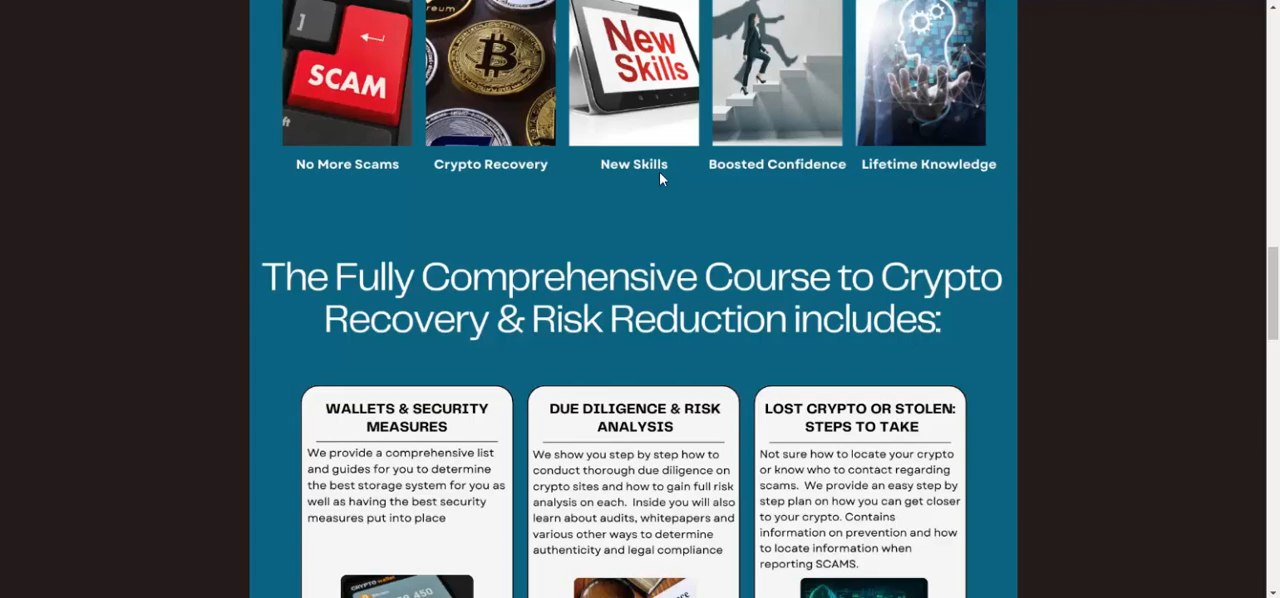 ]
SCAM
New
Skills
No More Scams
Crypto Recovery
New Skills
Boosted Confidence
Lifetime Knowledge
The Fully Comprehensive Course to Crypto
Recovery & Risk Reduction includes:
WALLETS & SECURITY
MEASURES
We provide a comprehensive list
and guides for you to determine
the best storage system for you as
well as having the best security
measures put into place
DUE DILIGENCE & RISK
ANALYSIS
We show you step by step how to
conduct thorough due diligence on
crypto sites and how to gain full risk
analysis on each. Inside you will also
learn about audits, whitepapers and
various other ways to determine
authenticity and legal compliance
LOST CRYPTO OR STOLEN:
STEPS TO TAKE
Not sure how to locate your crypto
or know who to contact regarding
scams. We provide an easy step by
step plan on how you can get closer
to your crypto. Contains
information on prevention and how
to locate information when
reporting SCAMS.